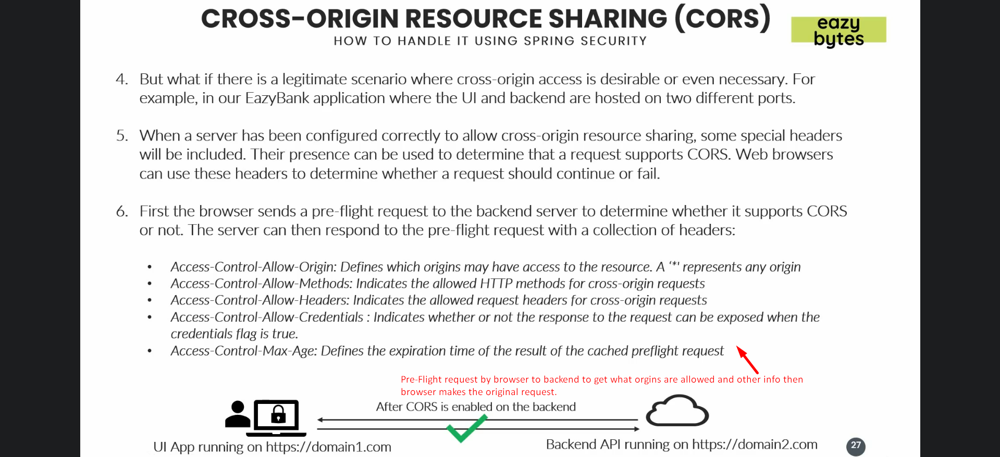 CROSS-ORIGIN RESOURCE SHARING (CORS)
HOW TO HANDLE IT USING SPRING SECURITY
eazy
bytes
4. But what if there is a legitimate scenario where cross-origin access is desirable or even necessary. For
example, in our EazyBank application where the UI and backend are hosted on two different ports.
5. When a server has been configured correctly to allow cross-origin resource sharing, some special headers
will be included. Their presence can be used to determine that a request supports CORS. Web browsers
can use these headers to determine whether a request should continue or fail.
6. First the browser sends a pre-flight request to the backend server to determine whether it supports CORS
or not. The server can then respond to the pre-flight request with a collection of headers:
• Access-Control-Allow-Origin: Defines which origins may have access to the resource. A ‘*' represents any origin
• Access-Control-Allow-Methods: Indicates the allowed HTTP methods for cross-origin requests
• Access-Control-Allow-Headers: Indicates the allowed request headers for cross-origin requests
• Access-Control-Allow-Credentials : Indicates whether or not the response to the request can be exposed when the
credentials flag is true.
• Access-Control-Max-Age: Defines the expiration time of the result of the cached preflight request
Pre-Flight request by browser to backend to get what orgins are allowed and other info then
browser makes the original request.
After CORS is enabled on the backend
UI App running on https://domain1.com
Backend API running on https://domain2.com
27